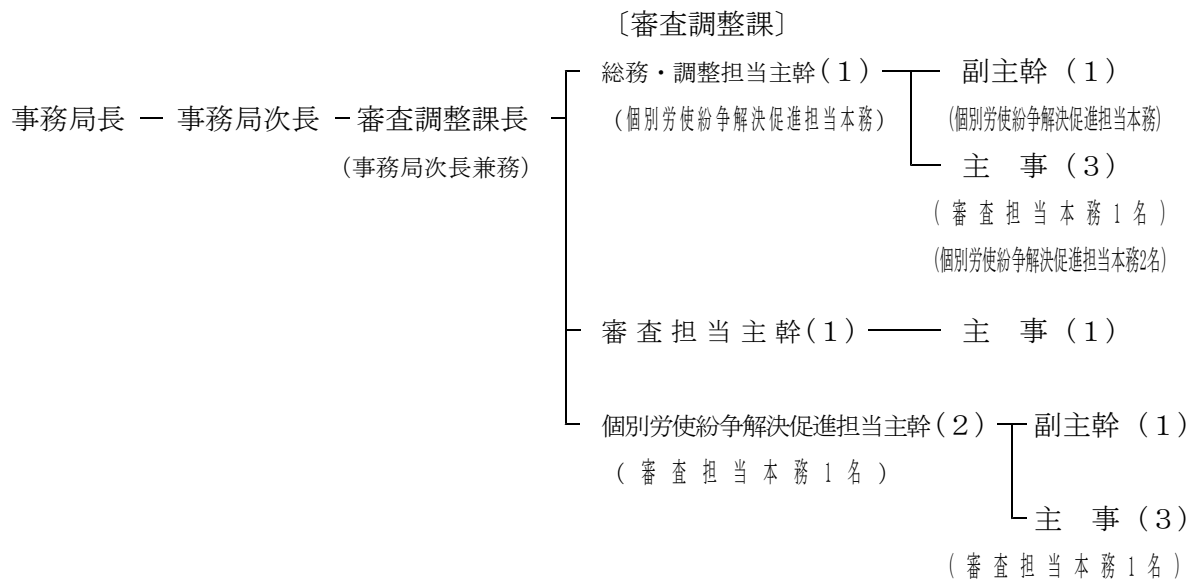 〔審査調整課〕
総務・調整担当主幹(１) 副主幹（１）
事務局長 － 事務局次長 －審査調整課長 (個別労使紛争解決促進担当本務) (個別労使紛争解決促進担当本務)
(事務局次長兼務) 主　事（３）
(審査担当本務１名)
(個別労使紛争解決促進担当本務2名)
審査担当主幹(１) 主　事（１）
個別労使紛争解決促進担当主幹(２) 副主幹（１）
(審査担当本務１名)
主　事（３）
(審査担当本務１名)